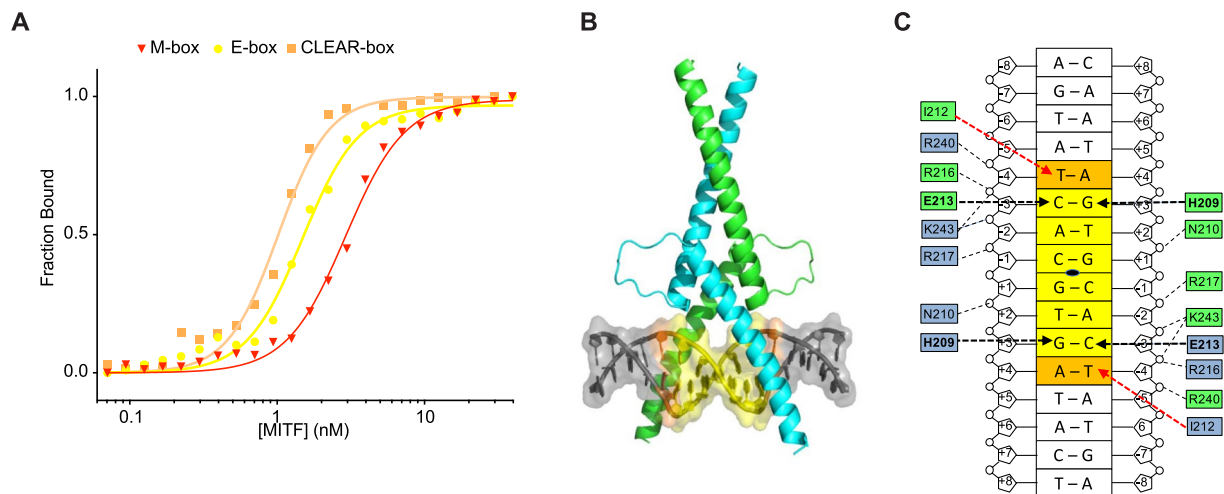 A
B
C
M-box E-box CLEAR-box
Fraction Bound
1.0
0.5
0.0
0.1 1 10
[MITF] (nM)
-8 A – C +8
-7 G – A +7
-6 T – A +6
-5 A – T +5
-4 T – A +4
-3 C – G +3
-2 A – T +2
-1 C – G +1
+1 G – C -1
+2 T – A -2
+3 G – C -3
+4 A – T -4
+5 T – A -5
+6 A – T 6
+7 C – G -7
+8 T – A -8
I212
R240
R216
E213
K243
R217
N210
H209
H209
N210
R217
K243
E213
R216
R240
I212